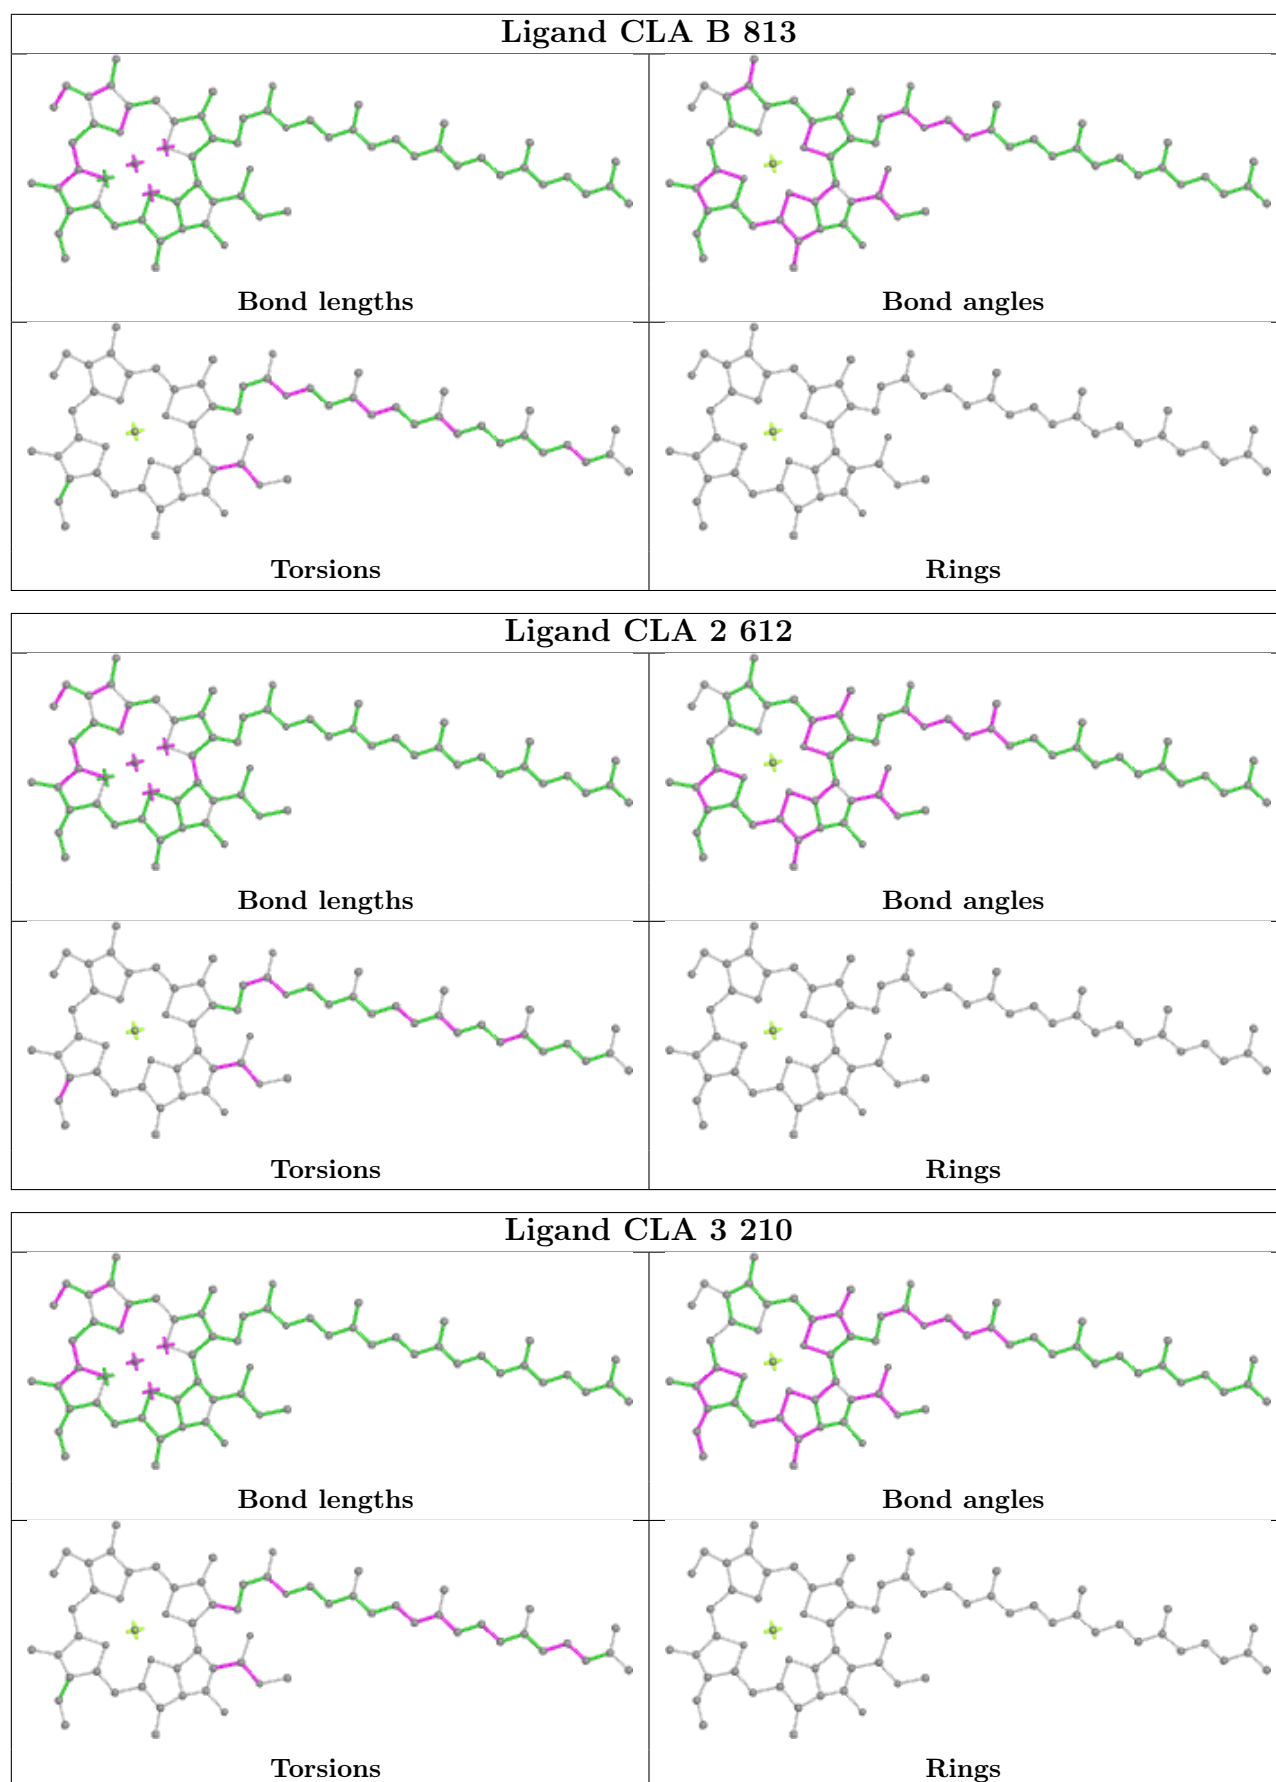 Ligand CLA B 813
Bond lengths
Bond angles
Torsions
Rings
Ligand CLA 2 612
Bond lengths
Bond angles
Torsions
Rings
Ligand CLA 3 210
Bond lengths
Bond angles
Torsions
Rings